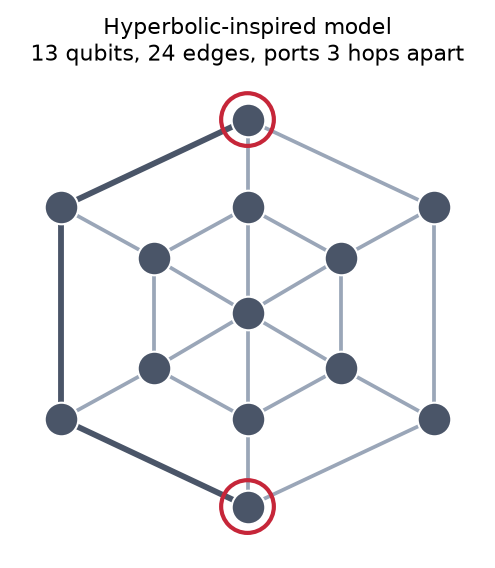 Hyperbolic-inspired model
13 qubits, 24 edges, ports 3 hops apart